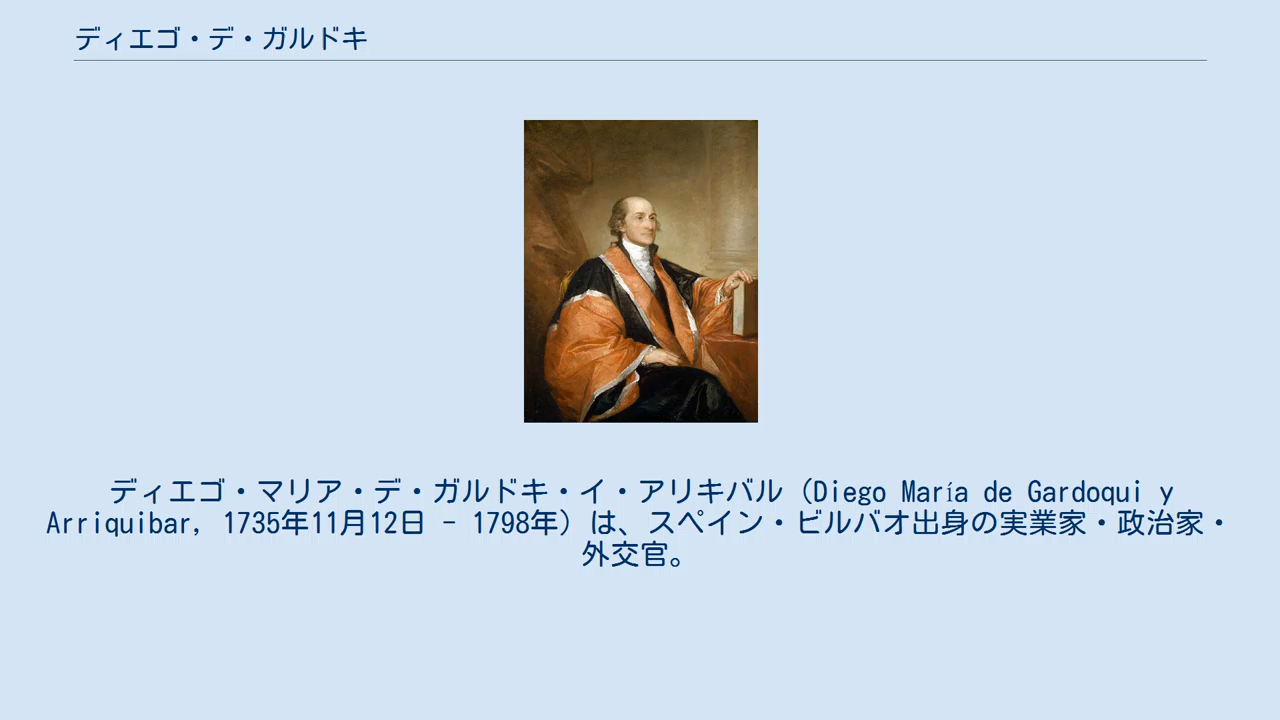 ディエゴ・デ・ガルドキ
ディエゴ・マリア・デ・ガルドキ・イ・アリキバル（Diego María de Gardoqui y
Arriquibar, 1735年11月12日 - 1798年）は、スペイン・ビルバオ出身の実業家・政治家・
外交官。